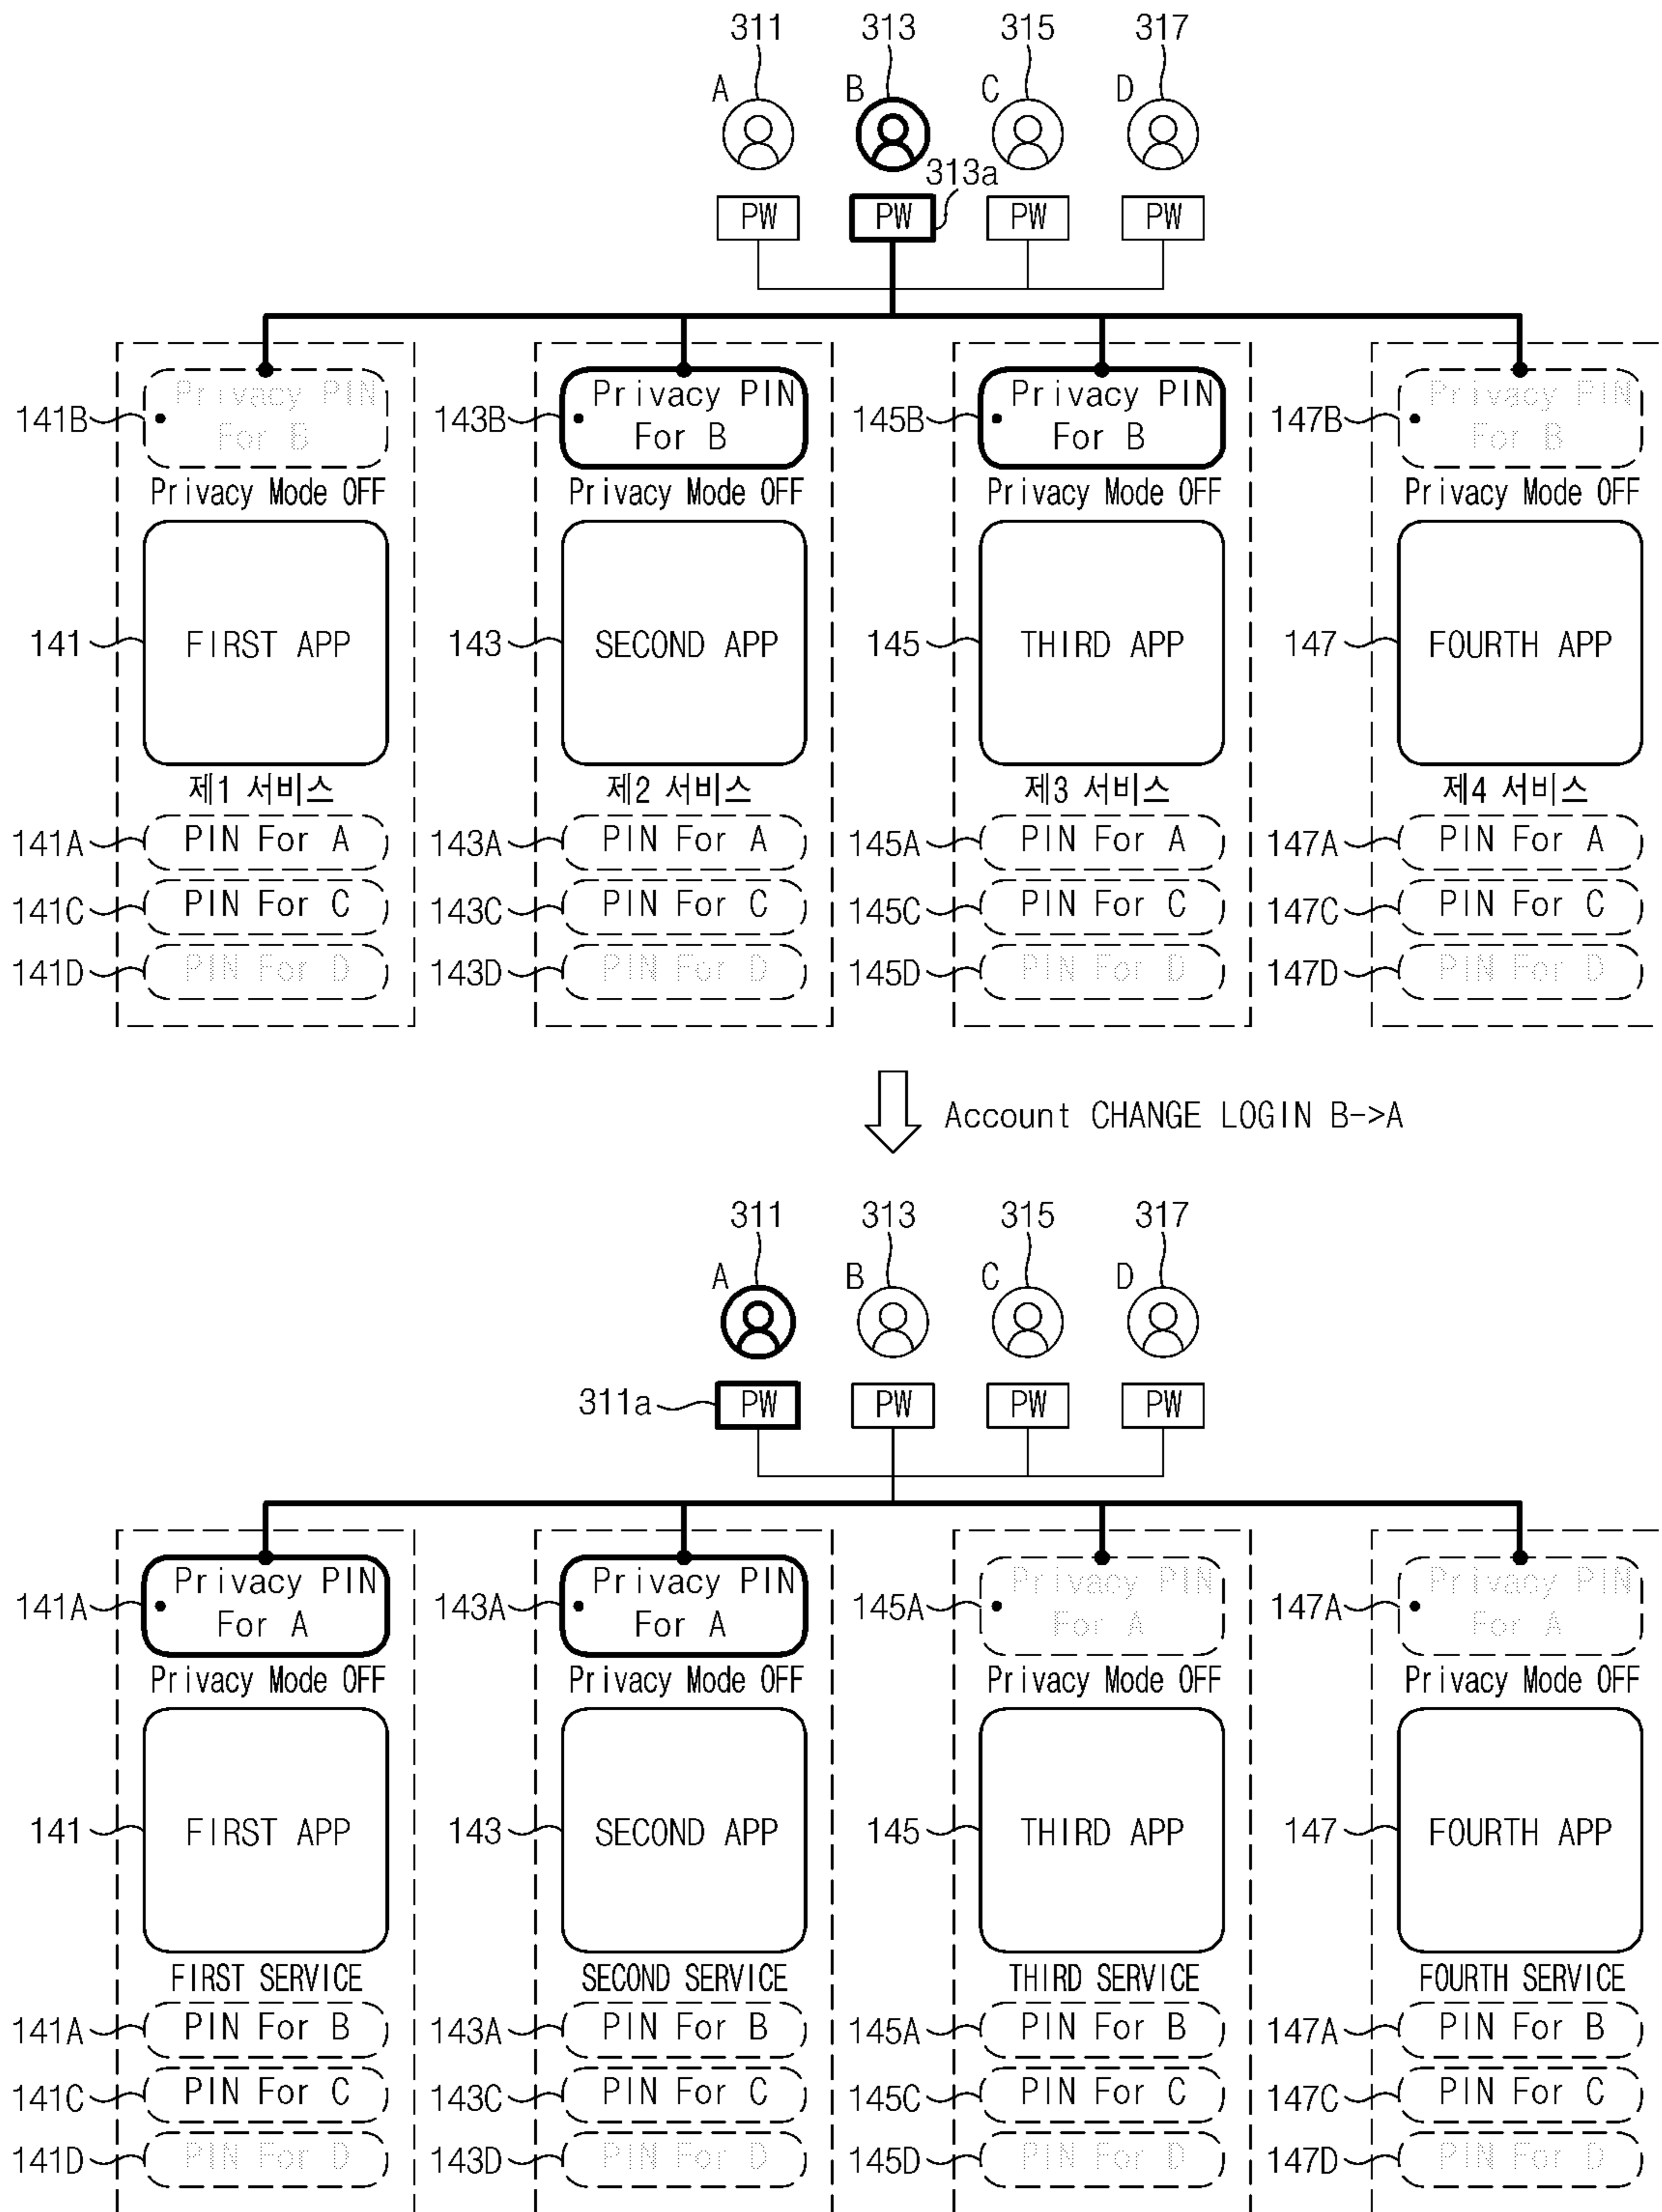 311 313 315 317
A B C D
313a
PW PW PW PW
Privacy PIN Privacy PIN Privacy PIN Privacy PIN
141B 143B 145B 147B
For B For B For B For B
Privacy Mode OFF Privacy Mode OFF Privacy Mode OFF Privacy Mode OFF
141 FIRST APP 143 SECOND APP 145 THIRD APP 147 FOURTH APP
제1 서비스 제2 서비스 제3 서비스 제4 서비스
141A PIN For A 143A PIN For A 145A PIN For A 147A PIN For A
141C PIN For C 143C PIN For C 145C PIN For C 147C PIN For C
141D PIN For D 143D PIN For D 145D PIN For D 147D PIN For D
Account CHANGE LOGIN B->A
311 313 315 317
A B C D
311a PW PW PW PW
Privacy PIN Privacy PIN Privacy PIN Privacy PIN
141A 143A 145A 147A
For A For A For A For A
Privacy Mode OFF Privacy Mode OFF Privacy Mode OFF Privacy Mode OFF
141 FIRST APP 143 SECOND APP 145 THIRD APP 147 FOURTH APP
FIRST SERVICE SECOND SERVICE THIRD SERVICE FOURTH SERVICE
141A PIN For B 143A PIN For B 145A PIN For B 147A PIN For B
141C PIN For C 143C PIN For C 145C PIN For C 147C PIN For C
141D PIN For D 143D PIN For D 145D PIN For D 147D PIN For D